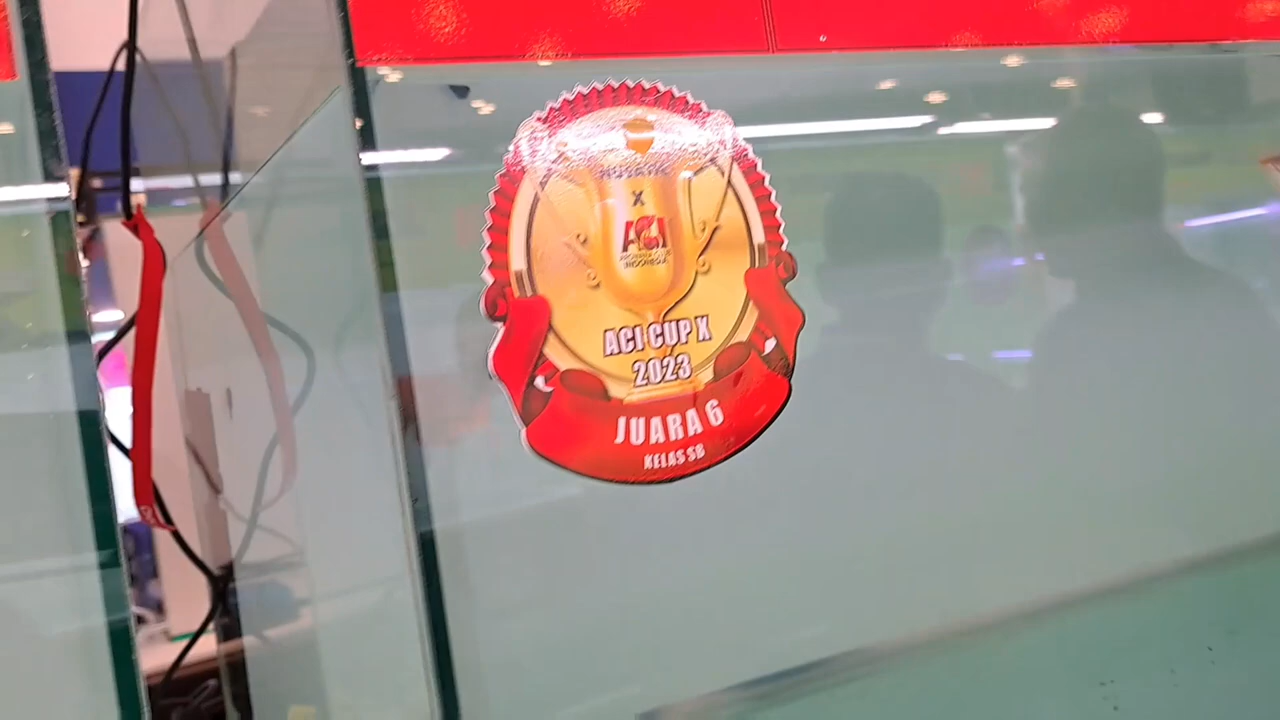 X
ACI
ACI CUP X
2023
JUARA 6
KELAS SB